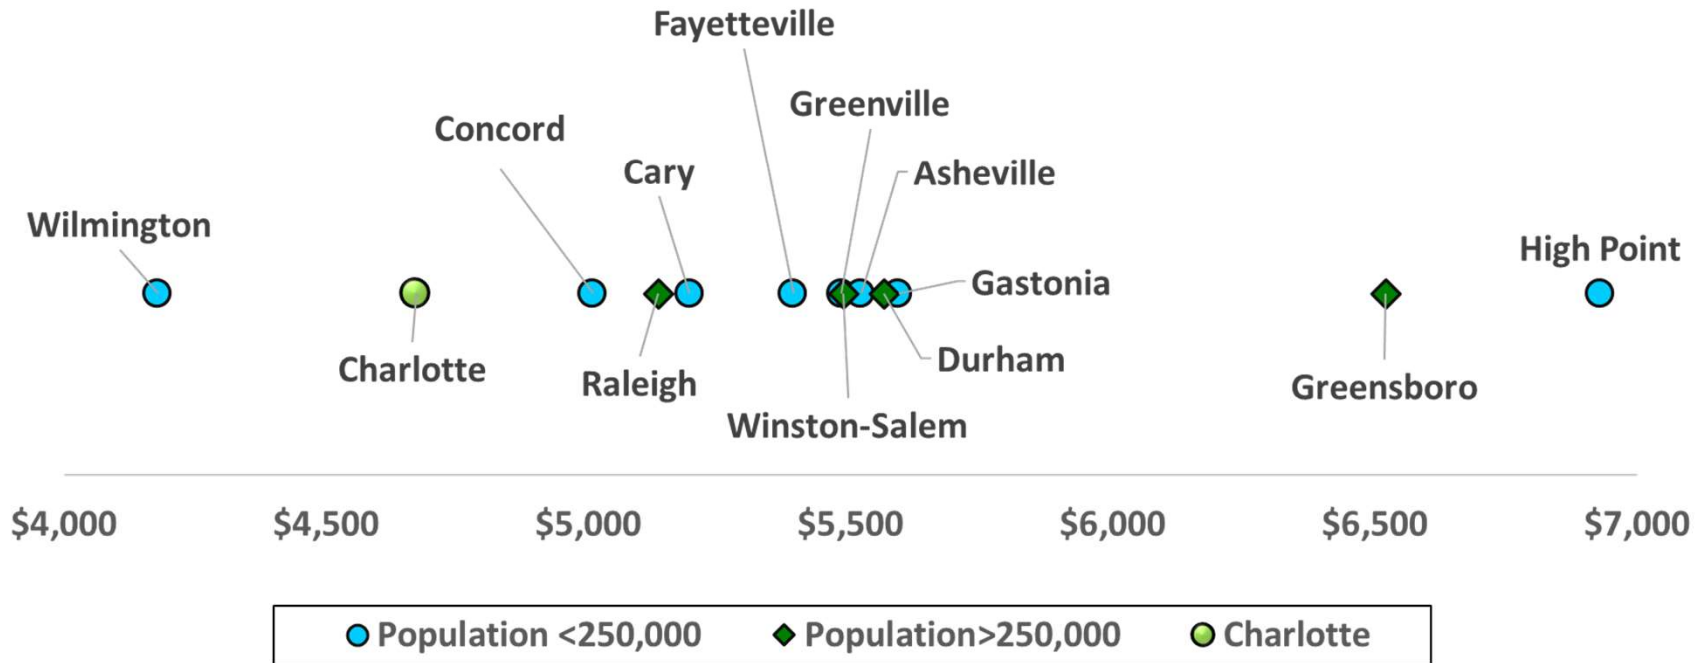 Fayetteville
Greenville
Concord
Cary
Asheville
Wilmington
High Point
Gastonia
Charlotte
Durham
Raleigh
Greensboro
Winston-Salem
$4,000 $4,500 $5,000 $5,500 $6,000 $6,500 $7,000
Population <250,000 Population>250,000 Charlotte